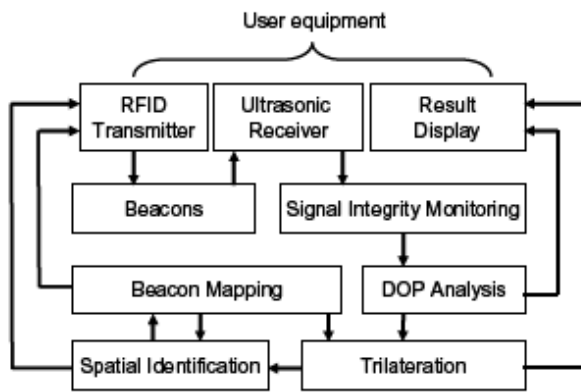 User equipment
RFID
Transmitter
Ultrasonic
Receiver
Result
Display
Beacons
Signal Integrity Monitoring
Beacon Mapping
DOP Analysis
Spatial Identification
Trilateration